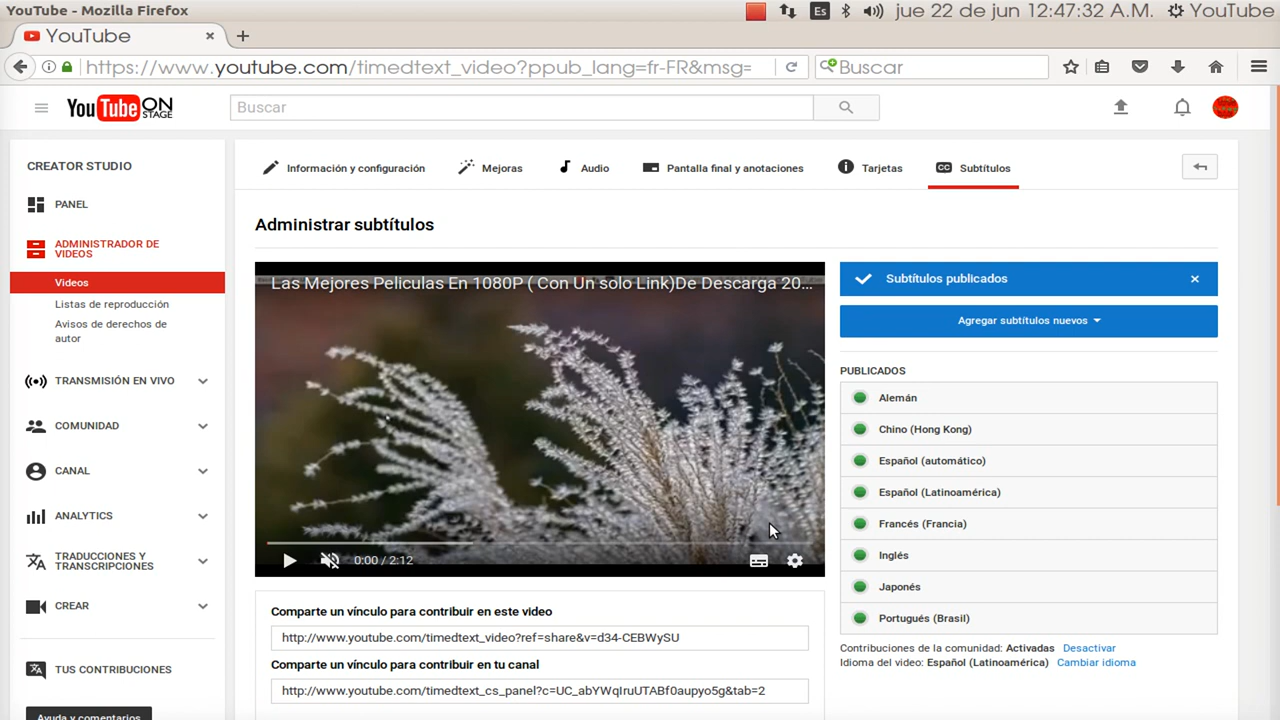 YouTube - Mozilla Firefox
Es
jue 22 de jun 12:47:32 A.M.
YouTube
YouTube
https://www.youtube.com/timedtext_video?ppub_lang=fr-FR&msg=
Buscar
YouTube ON STAGE
Buscar
CREATOR STUDIO
PANEL
ADMINISTRADOR DE
VIDEOS
Videos
Listas de reproducción
Avisos de derechos de
autor
TRANSMISIÓN EN VIVO
COMUNIDAD
CANAL
ANALYTICS
TRADUCCIONES Y
TRANSCRIPCIONES
CREAR
TUS CONTRIBUCIONES
Ayuda y comentarios
Información y configuración
Mejoras
Audio
Pantalla final y anotaciones
Tarjetas
CC Subtítulos
Administrar subtítulos
Las Mejores Peliculas En 1080P ( Con Un solo Link)De Descarga 20...
0:00 / 2:12
Comparte un vínculo para contribuir en este video
http://www.youtube.com/timedtext_video?ref=share&v=d34-CEBWySU
Comparte un vínculo para contribuir en tu canal
http://www.youtube.com/timedtext_cs_panel?c=UC_abYWqIruUTABf0aupyo5g&tab=2
Subtítulos publicados
Agregar subtítulos nuevos
PUBLICADOS
Alemán
Chino (Hong Kong)
Español (automático)
Español (Latinoamérica)
Francés (Francia)
Inglés
Japonés
Portugués (Brasil)
Contribuciones de la comunidad: Activadas Desactivar
Idioma del video: Español (Latinoamérica) Cambiar idioma